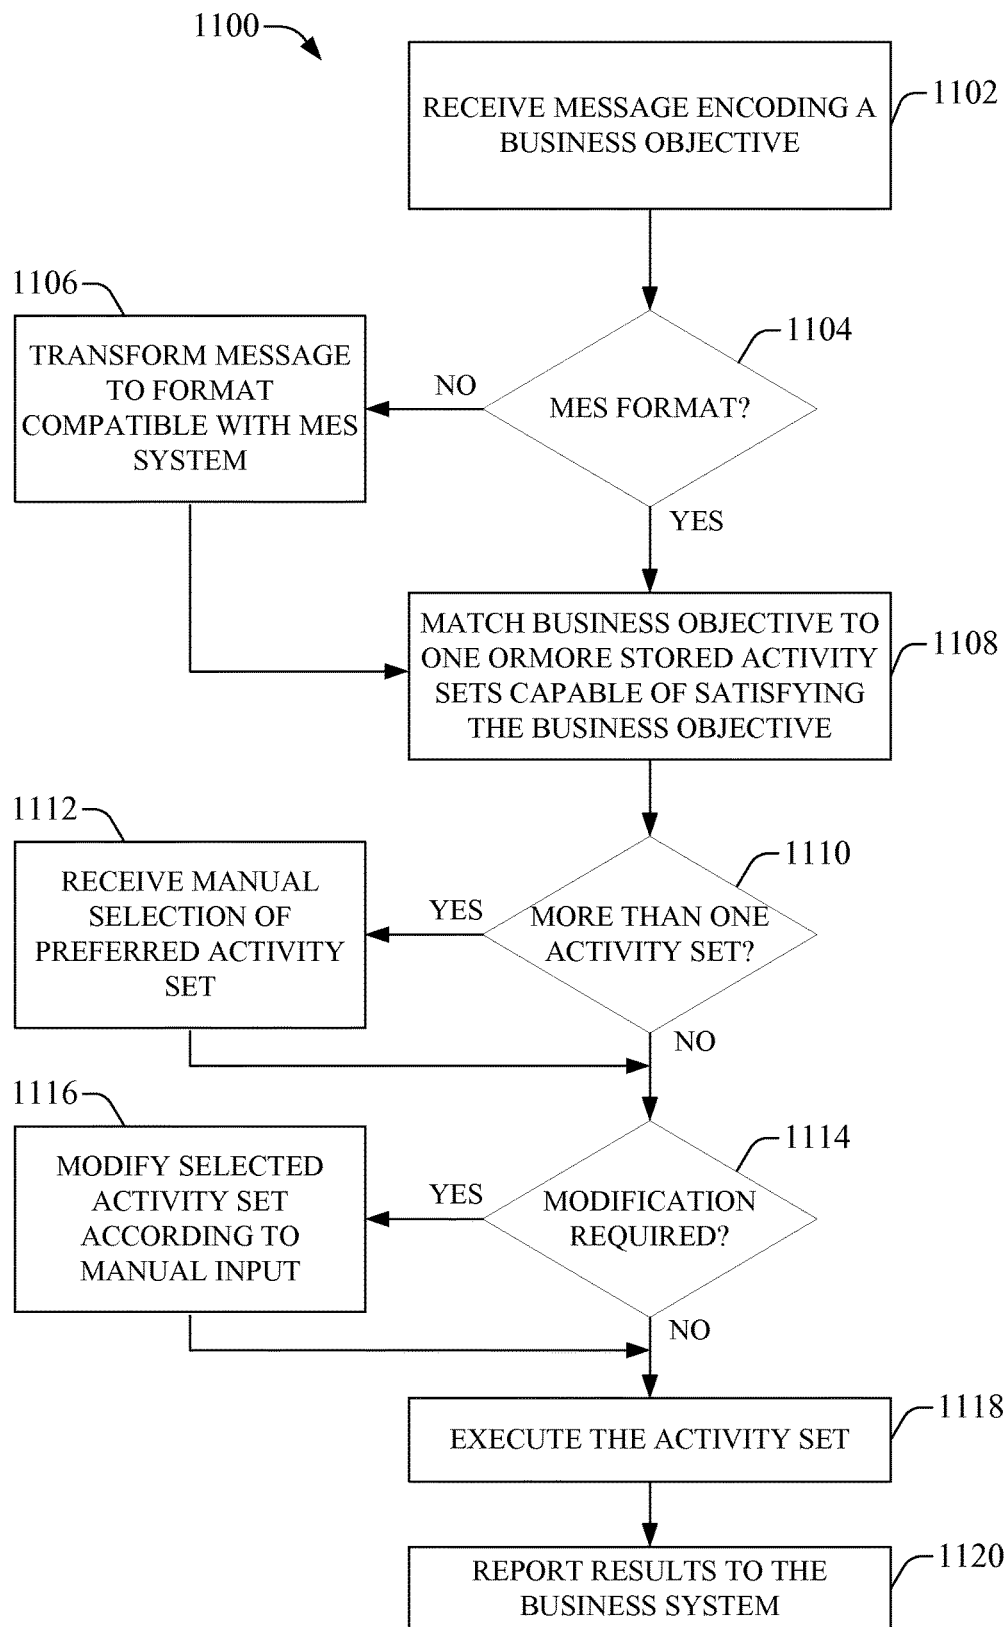 1100
RECEIVE MESSAGE ENCODING A
BUSINESS OBJECTIVE
1102
1104
MES FORMAT?
NO
YES
1106
TRANSFORM MESSAGE
TO FORMAT
COMPATIBLE WITH MES
SYSTEM
MATCH BUSINESS OBJECTIVE TO
ONE ORMORE STORED ACTIVITY
SETS CAPABLE OF SATISFYING
THE BUSINESS OBJECTIVE
1108
1110
MORE THAN ONE
ACTIVITY SET?
YES
NO
1112
RECEIVE MANUAL
SELECTION OF
PREFERRED ACTIVITY
SET
1114
MODIFICATION
REQUIRED?
YES
NO
1116
MODIFY SELECTED
ACTIVITY SET
ACCORDING TO
MANUAL INPUT
EXECUTE THE ACTIVITY SET
1118
REPORT RESULTS TO THE
BUSINESS SYSTEM
1120